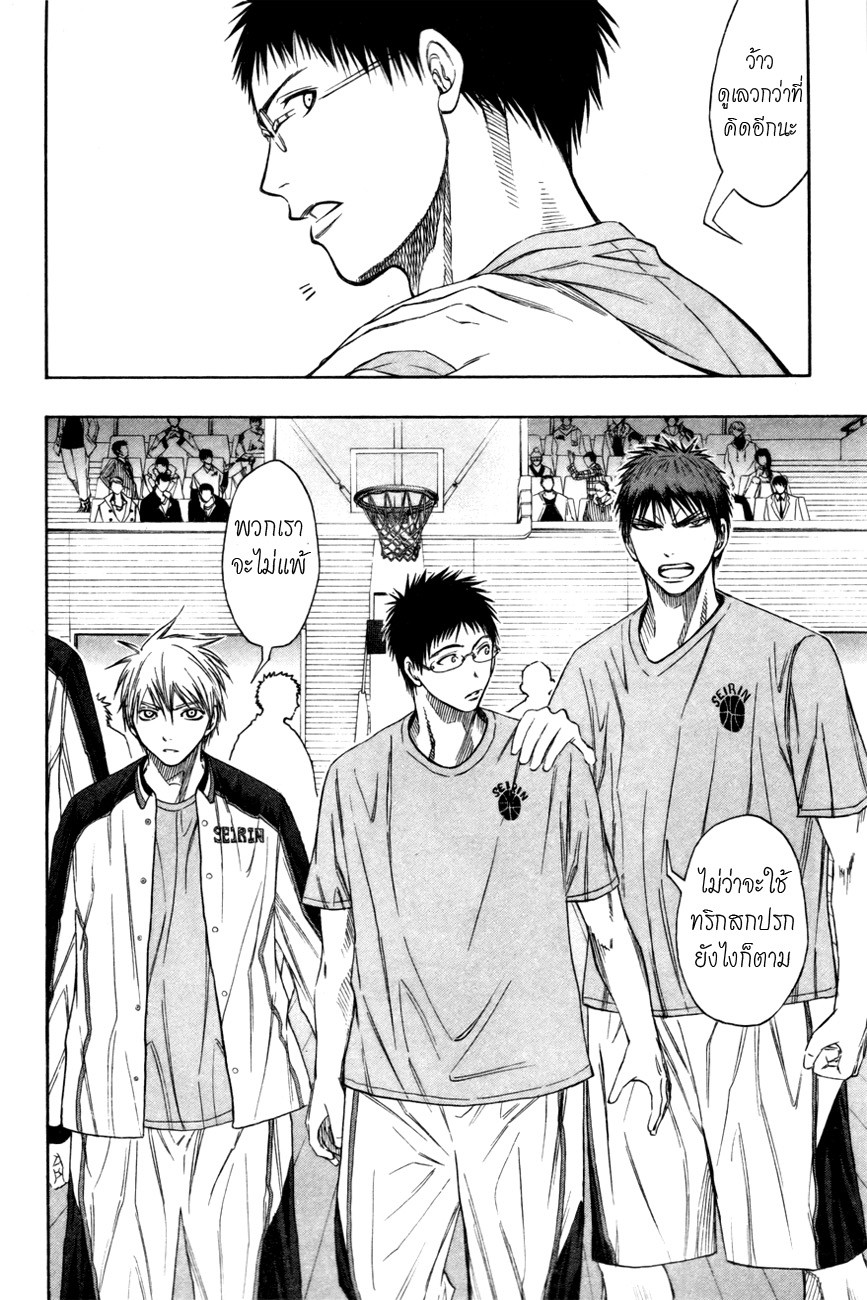 ว้าว
ดูเลวกว่าที่
คิดอีกนะ
พวกเรา
จะไม่แพ้
SEIRIN
SEIRIN
SEIRIN
ไม่ว่าจะใช้
ทริกสกปรก
ยังไงก็ตาม